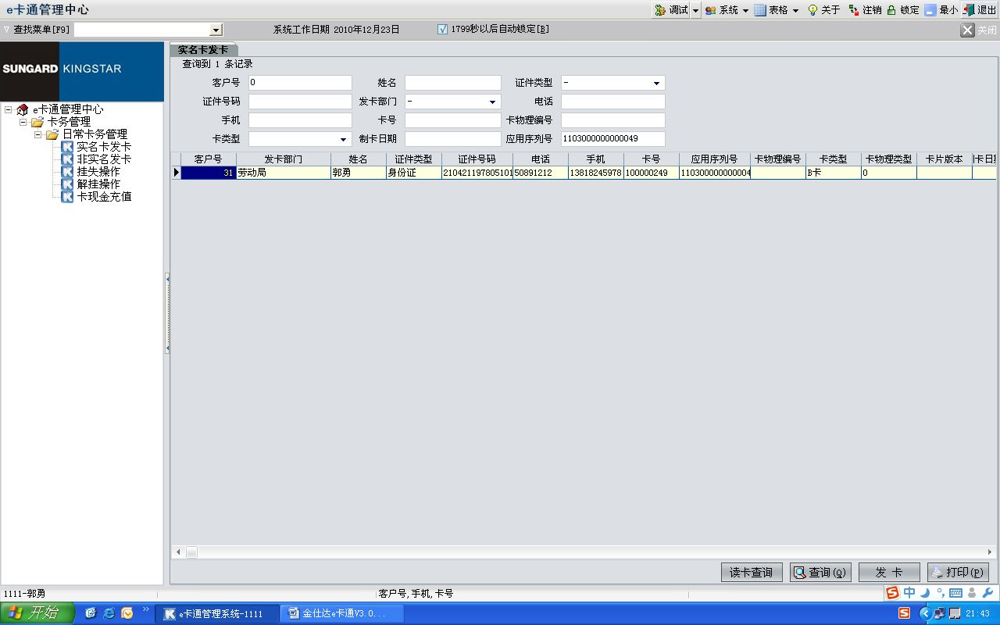 e卡通管理中心 调试 系统 表格 关于 注销 锁定 最小 退出
查找菜单[F9] 系统工作日期 2010年12月23日 1799秒以后自动锁定[B] 关闭
SUNGARD KINGSTAR
e卡通管理中心
卡务管理
日常卡务管理
实名卡发卡
非实名发卡
挂失操作
解挂操作
卡现金充值
实名卡发卡
查询到 1 条记录
客户号 0 姓名 证件类型 -
证件号码 发卡部门 - 电话
手机 卡号 卡物理编号
卡类型 制卡日期 应用序列号 1103000000000049
客户号 发卡部门 姓名 证件类型 证件号码 电话 手机 卡号 应用序列号 卡物理编号 卡类型 卡物理类型 卡片版本 卡日
31 劳动局 郭勇 身份证 210421197805101 50891212 13818245978 100000249 110300000000004 B卡 0
读卡查询 查询(Q) 发 卡 打印(P)
1111-郭勇 客户号,手机,卡号 中
开始 e卡通管理系统-1111 金仕达e卡通V3.0... 21:43